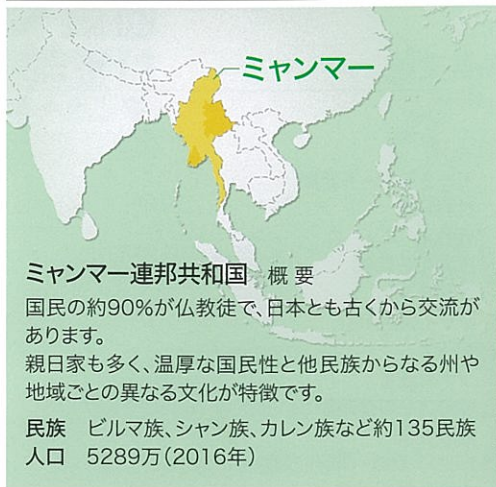 ミャンマー
ミャンマー連邦共和国 概要
国民の約90%が仏教徒で、日本とも古くから交流が
あります。
親日家も多く、温厚な国民性と他民族からなる州や
地域ごとの異なる文化が特徴です。
民族 ビルマ族、シャン族、カレン族など約135民族
人口 5289万(2016年)